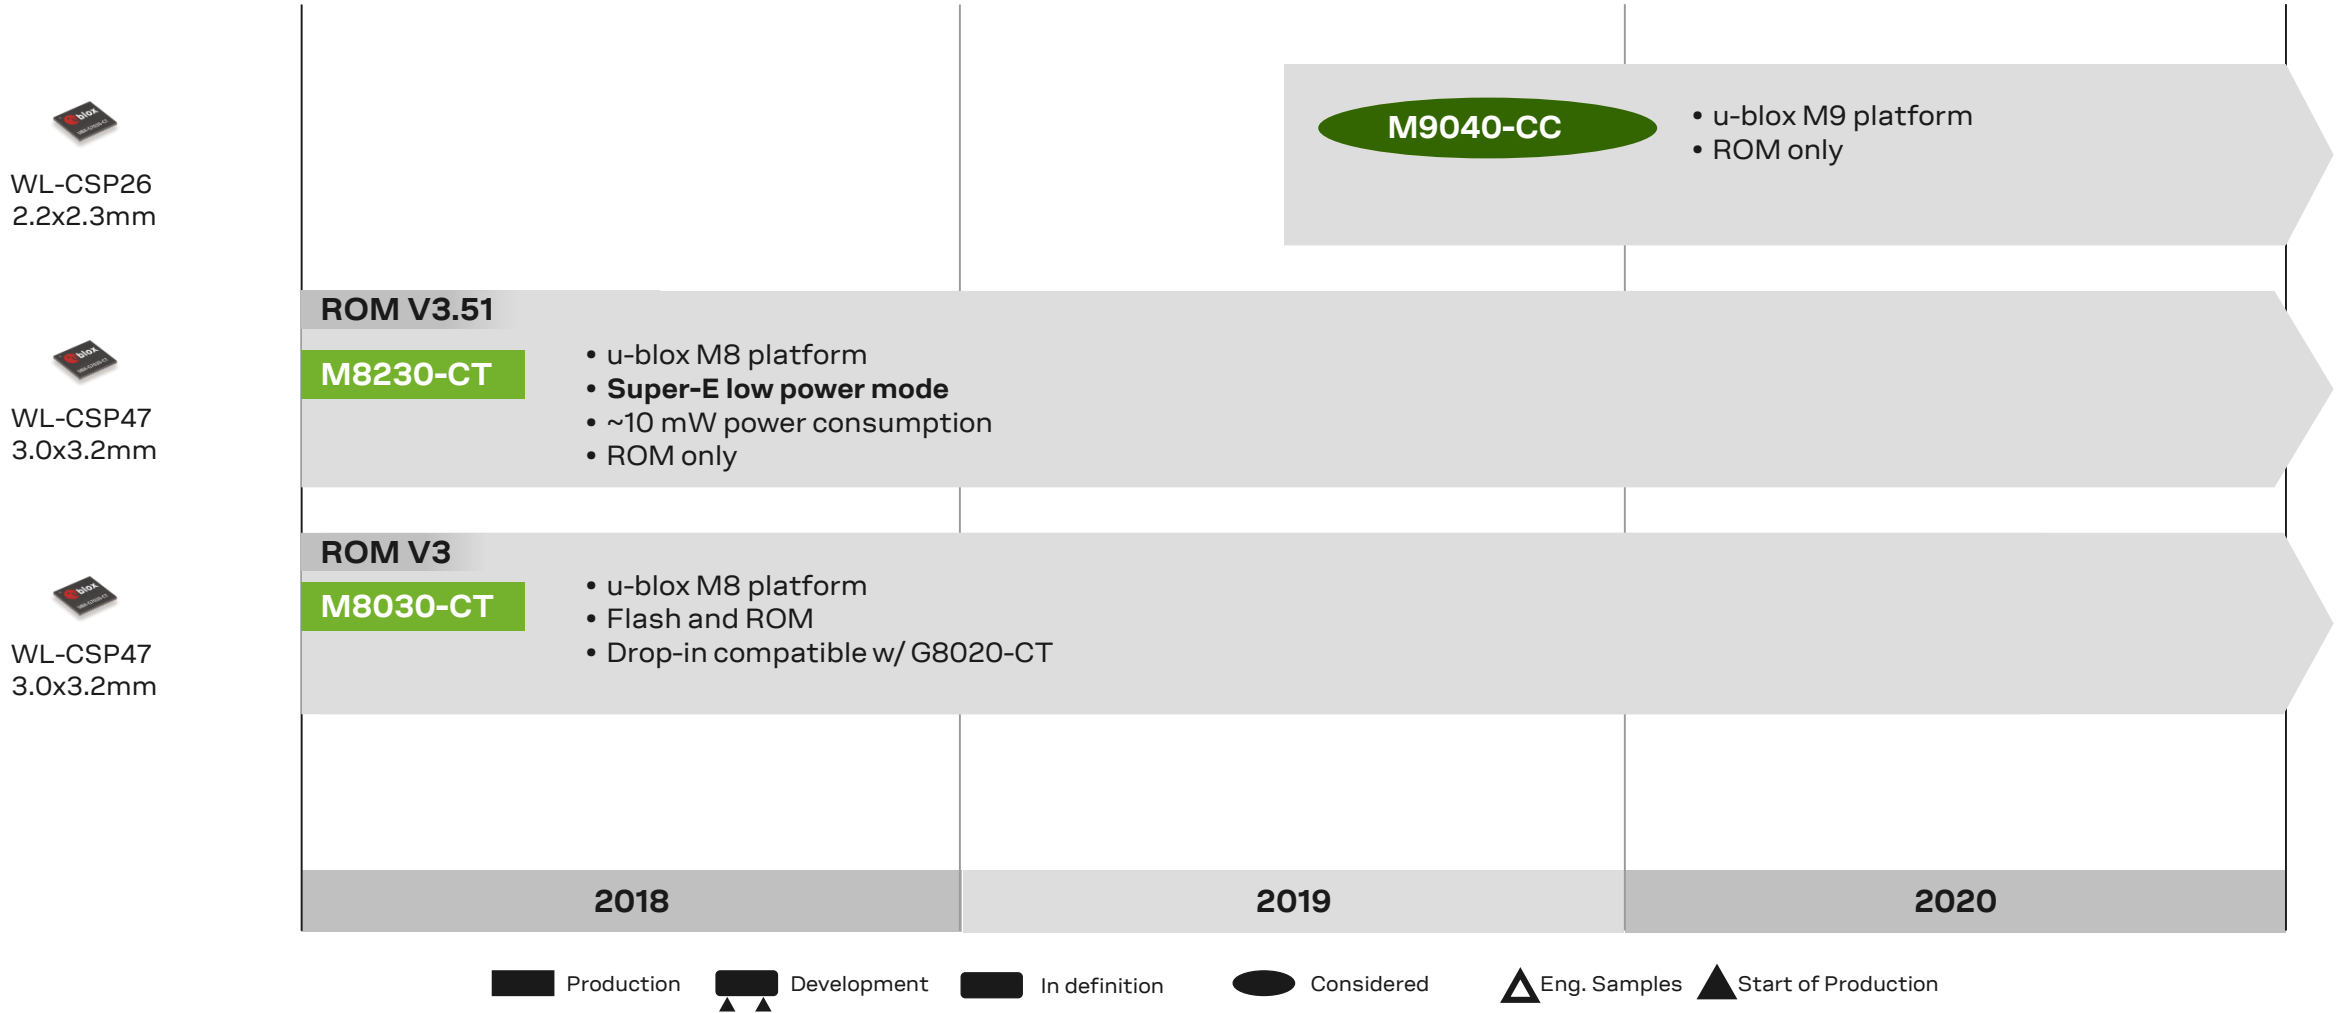 blox
WL-CSP26
2.2x2.3mm
M9040-CC
• u-blox M9 platform
• ROM only
ROM V3.51
blox
WL-CSP47
3.0x3.2mm
M8230-CT
• u-blox M8 platform
• Super-E low power mode
• ~10 mW power consumption
• ROM only
ROM V3
blox
WL-CSP47
3.0x3.2mm
M8030-CT
• u-blox M8 platform
• Flash and ROM
• Drop-in compatible w/ G8020-CT
2018 2019 2020
Production Development In definition Considered Eng. Samples Start of Production